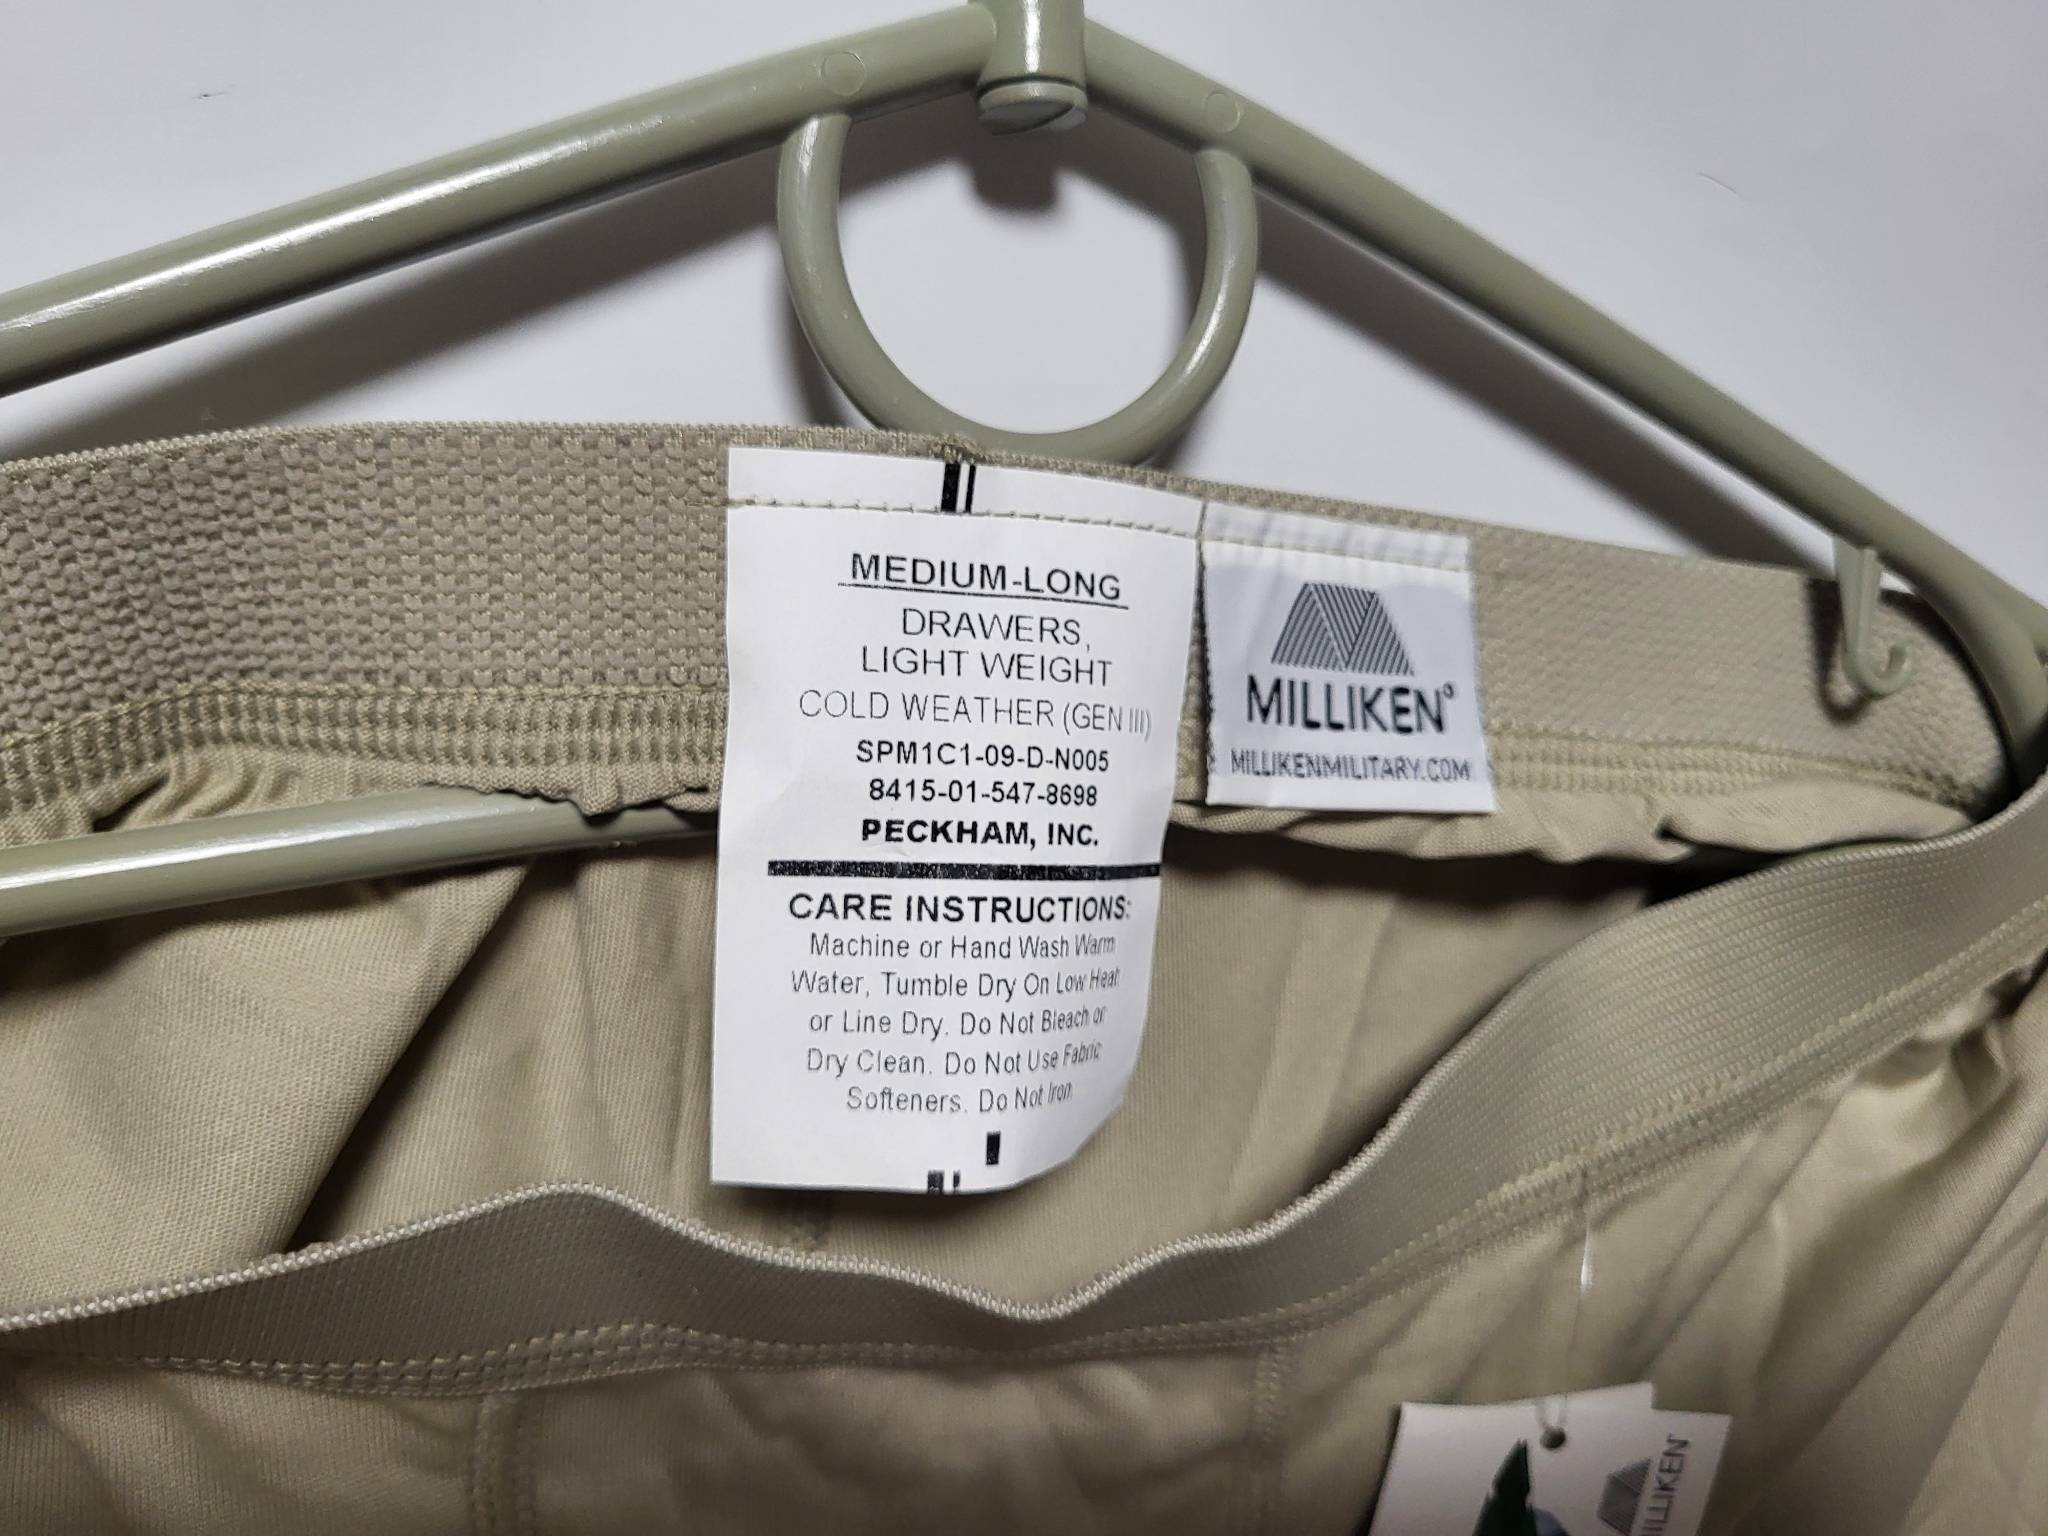 MEDIUM-LONG
DRAWERS,
LIGHT WEIGHT
COLD WEATHER (GEN III)
SPM1C1-09-D-N005
8415-01-547-8698
PECKHAM, INC.
CARE INSTRUCTIONS:
Machine or Hand Wash Warm
Water, Tumble Dry On Low Heat
or Line Dry. Do Not Bleach or
Dry Clean. Do Not Use Fabric
Softeners. Do Not Iron.
MILLIKEN®
MILLIKENMILITARY.COM
MILLIKEN